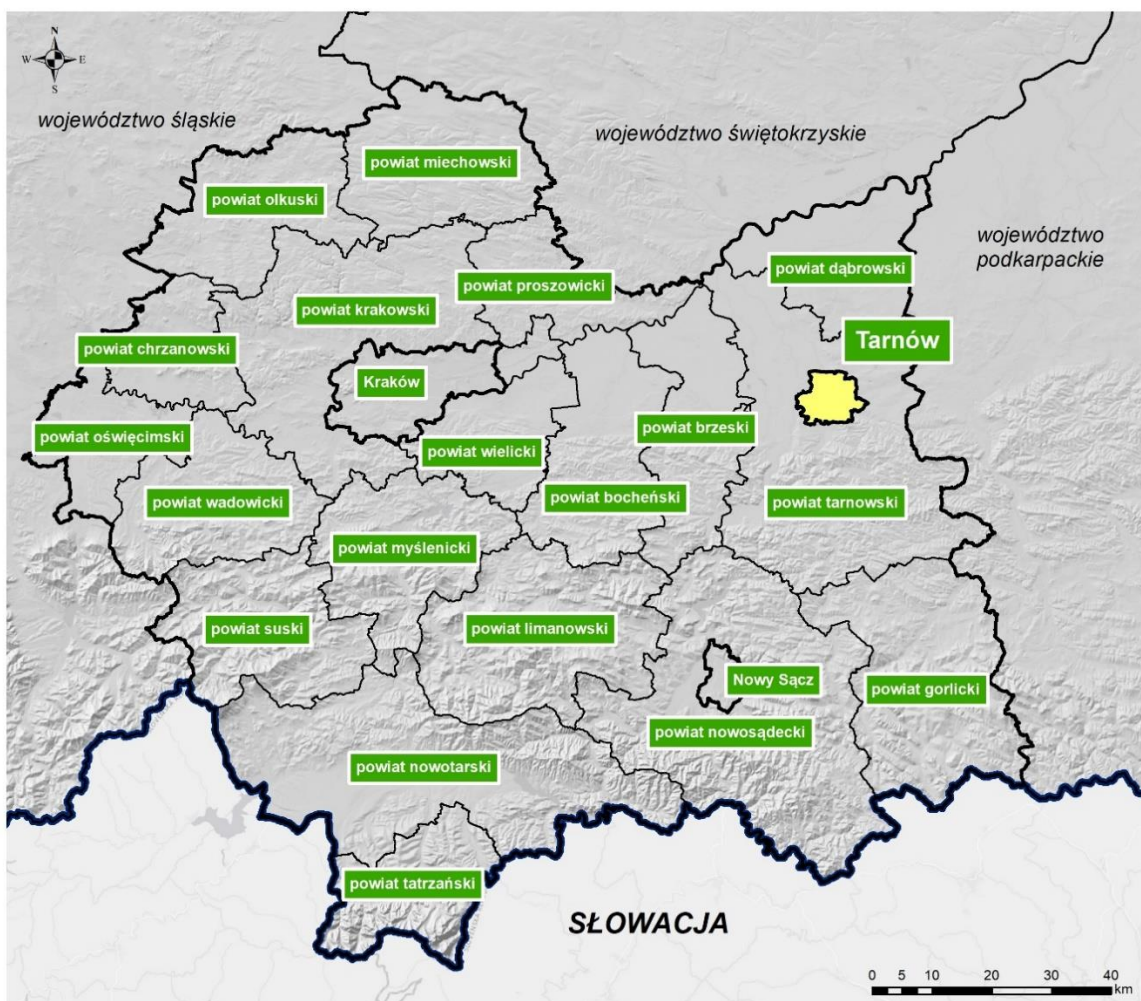 N
W E
S
województwo śląskie
województwo świętokrzyskie
powiat miechowski
powiat olkuski
województwo
podkarpackie
powiat dąbrowski
powiat proszowicki
powiat krakowski
Tarnów
powiat chrzanowski
Kraków
powiat brzeski
powiat oświęcimski
powiat wielicki
powiat bocheński
powiat wadowicki
powiat tarnowski
powiat myślenicki
powiat suski
powiat limanowski
Nowy Sącz
powiat gorlicki
powiat nowosądecki
powiat nowotarski
powiat tatrzański
SŁOWACJA
0 5 10 20 30 40
km